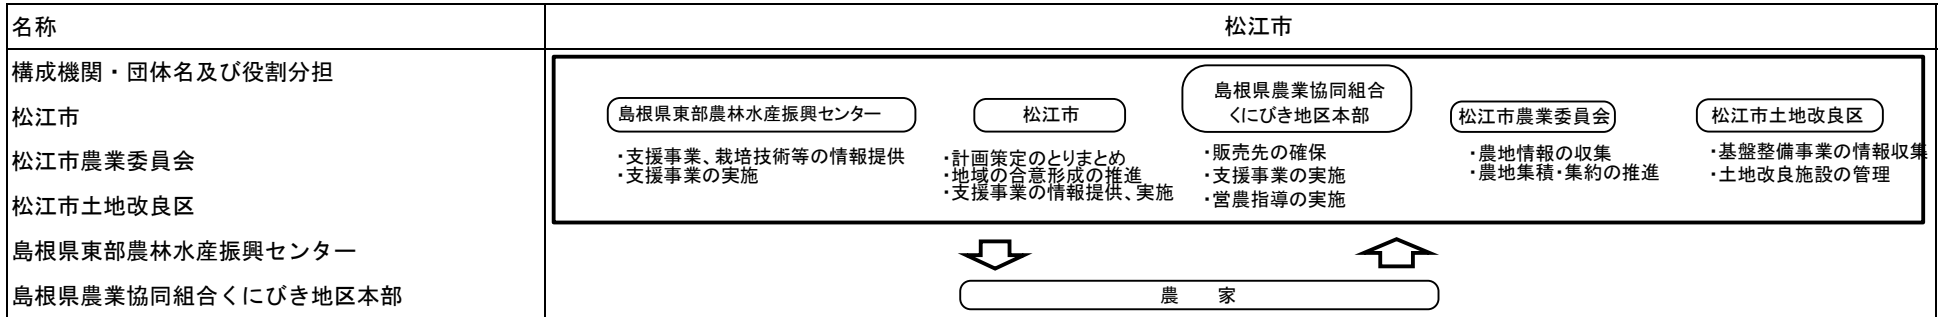 名称
松江市
構成機関・団体名及び役割分担
松江市
松江市農業委員会
松江市土地改良区
島根県東部農林水産振興センター
島根県農業協同組合くにびき地区本部
島根県東部農林水産振興センター
・支援事業、栽培技術等の情報提供
・支援事業の実施
松江市
・計画策定のとりまとめ
・地域の合意形成の推進
・支援事業の情報提供、実施
島根県農業協同組合
くにびき地区本部
・販売先の確保
・支援事業の実施
・営農指導の実施
松江市農業委員会
・農地情報の収集
・農地集積・集約の推進
松江市土地改良区
・基盤整備事業の情報収集
・土地改良施設の管理
農　家